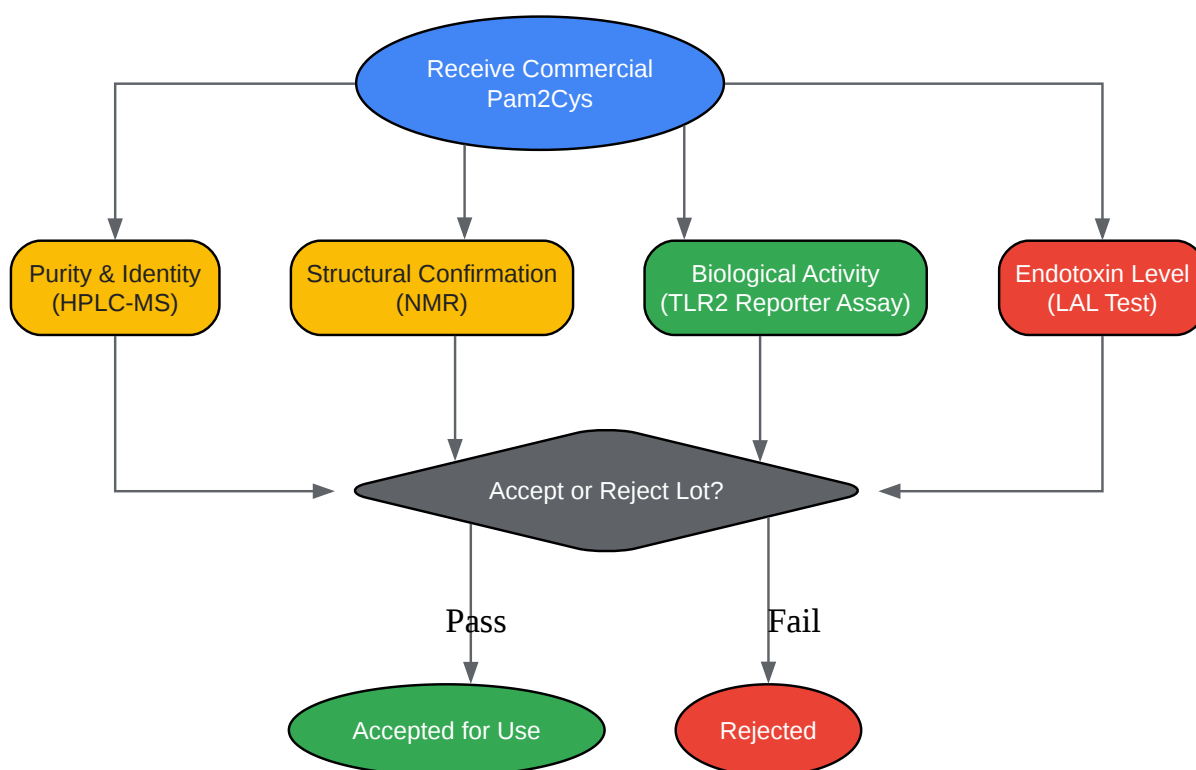 Receive Commercial
Pam2Cys
Purity & Identity
(HPLC-MS)
Structural Confirmation
(NMR)
Biological Activity
(TLR2 Reporter Assay)
Endotoxin Level
(LAL Test)
Accept or Reject Lot?
Pass
Fail
Accepted for Use
Rejected